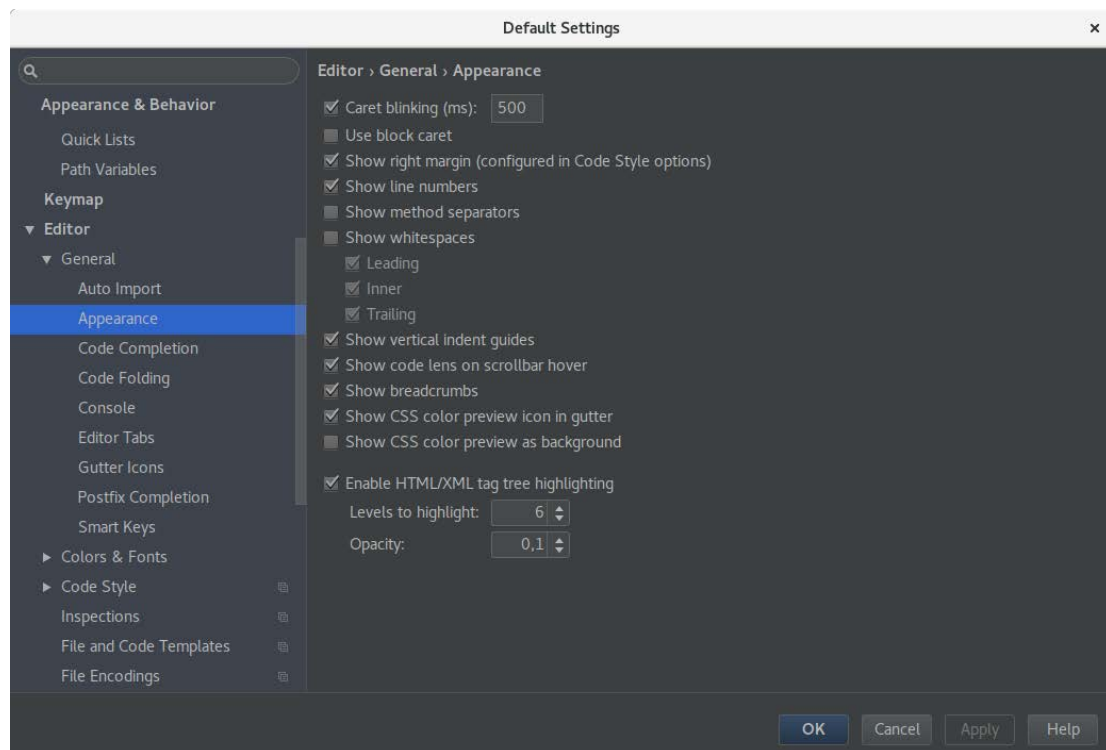 Default Settings
Appearance & Behavior
Quick Lists
Path Variables
Keymap
Editor
General
Auto Import
Appearance
Code Completion
Code Folding
Console
Editor Tabs
Gutter Icons
Postfix Completion
Smart Keys
Colors & Fonts
Code Style
Inspections
File and Code Templates
File Encodings
Editor › General › Appearance
Caret blinking (ms): 500
Use block caret
Show right margin (configured in Code Style options)
Show line numbers
Show method separators
Show whitespaces
Leading
Inner
Trailing
Show vertical indent guides
Show code lens on scrollbar hover
Show breadcrumbs
Show CSS color preview icon in gutter
Show CSS color preview as background
Enable HTML/XML tag tree highlighting
Levels to highlight: 6
Opacity: 0,1
OK Cancel Apply Help